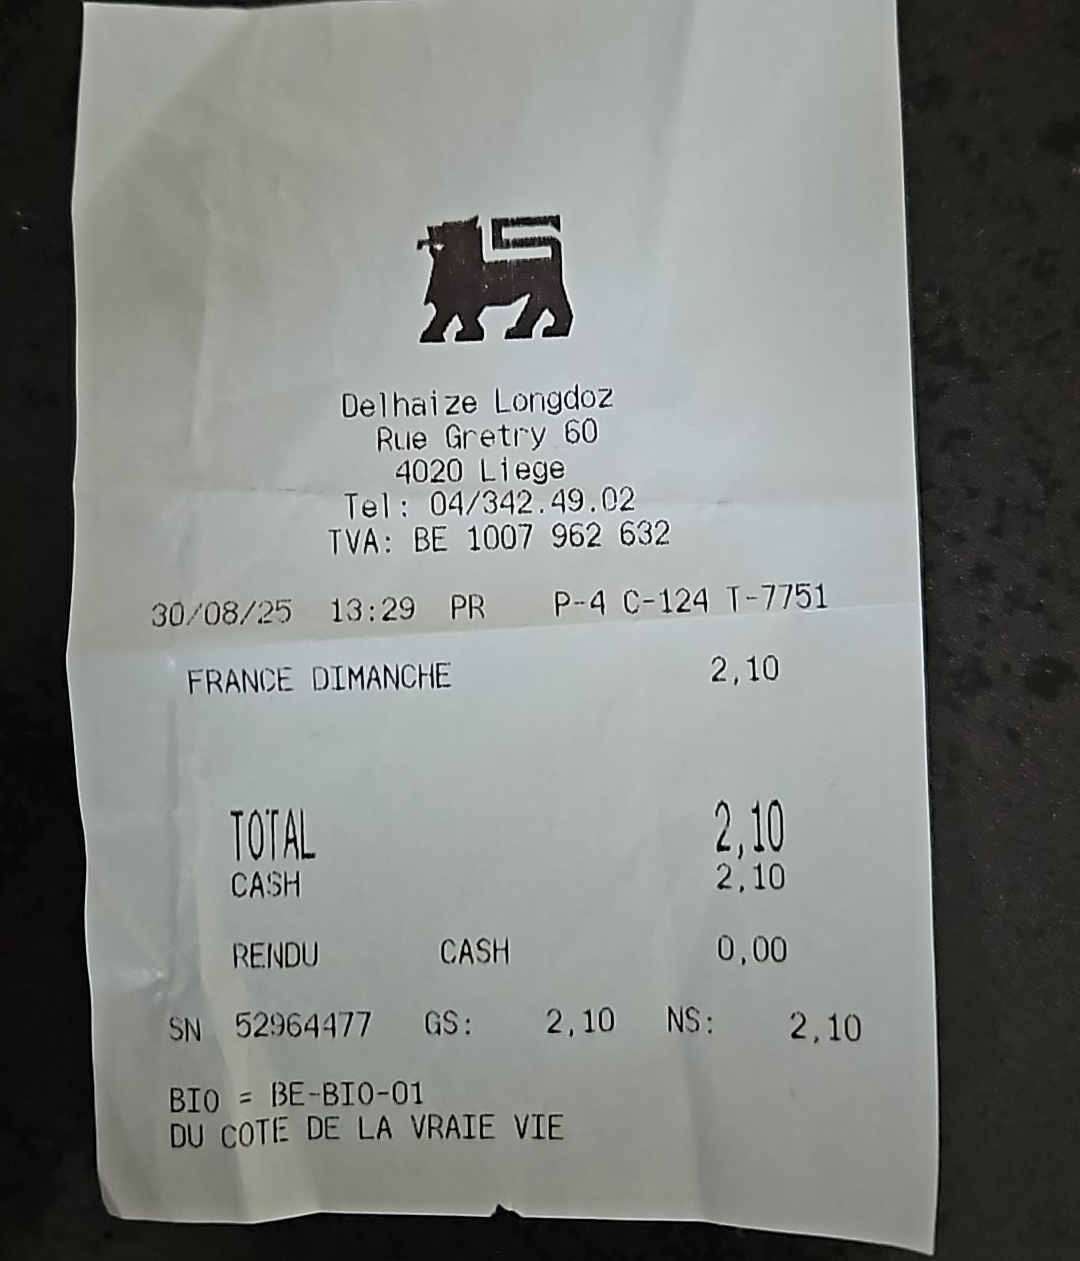 Delhaize Longdoz
Rue Gretry 60
4020 Liege
Tel: 04/342.49.02
TVA: BE 1007 962 632
30/08/25 13:29 PR P-4 C-124 T-7751
FRANCE DIMANCHE 2,10
TOTAL 2,10
CASH 2,10
RENDU CASH 0,00
SN 52964477 GS: 2,10 NS: 2,10
BIO = BE-BIO-01
DU COTE DE LA VRAIE VIE